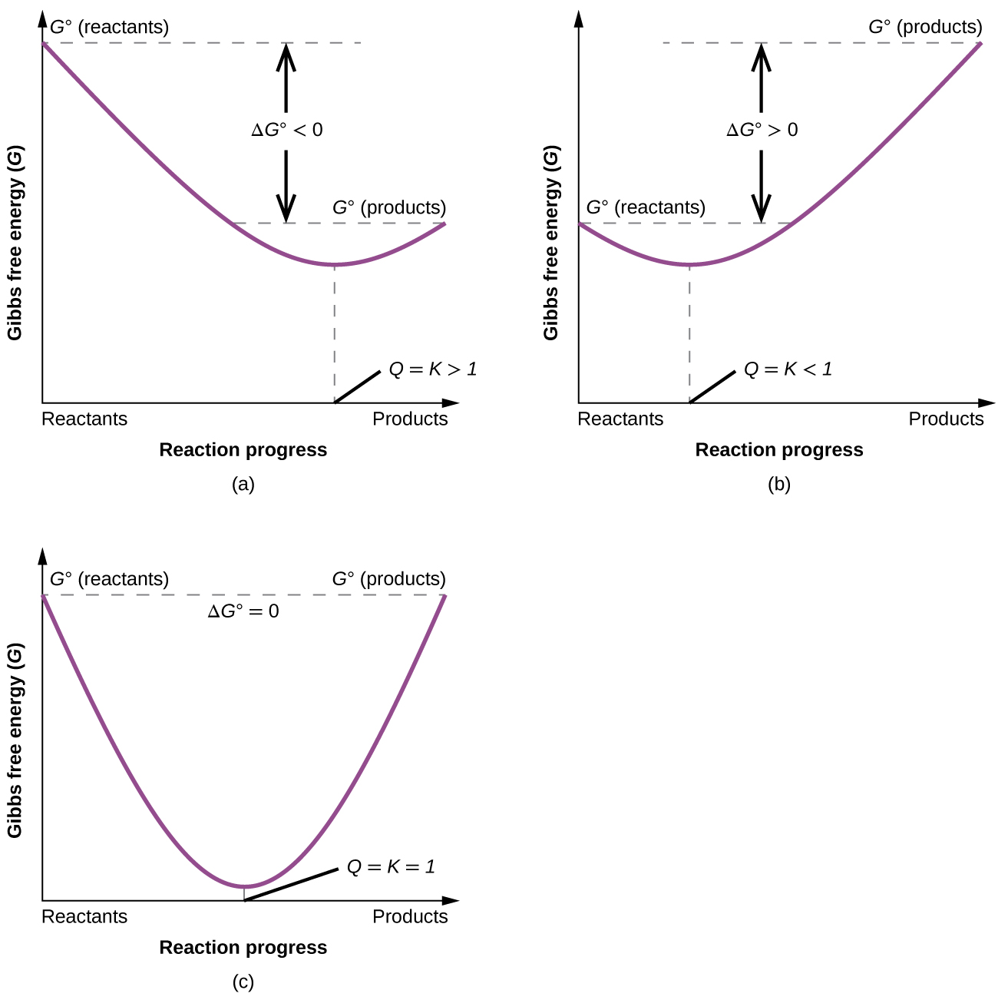 G° (reactants)
ΔG° < 0
G° (products)
Gibbs free energy (G)
Q = K > 1
Reactants
Products
Reaction progress
(a)
G° (products)
ΔG° > 0
G° (reactants)
Gibbs free energy (G)
Q = K < 1
Reactants
Products
Reaction progress
(b)
G° (reactants)
G° (products)
ΔG° = 0
Gibbs free energy (G)
Q = K = 1
Reactants
Products
Reaction progress
(c)